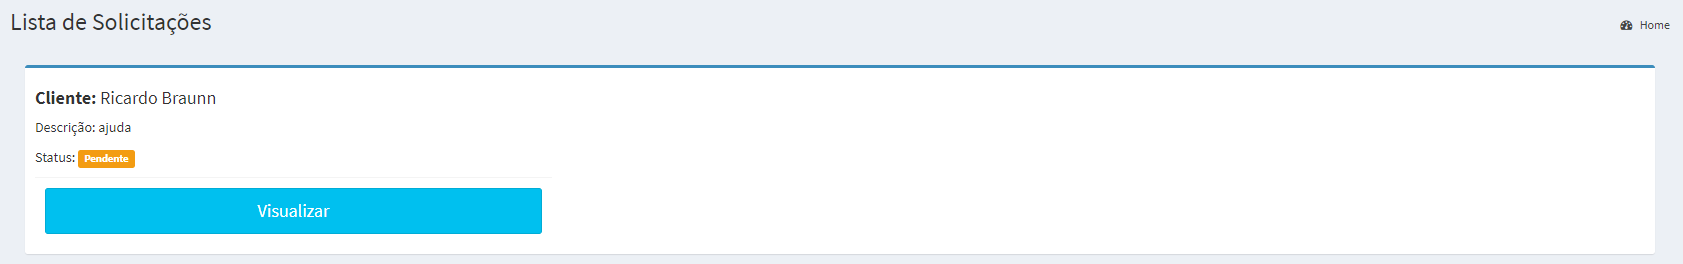 Lista de Solicitações
Home
Cliente: Ricardo Braunn
Descrição: ajuda
Status: Pendente
Visualizar